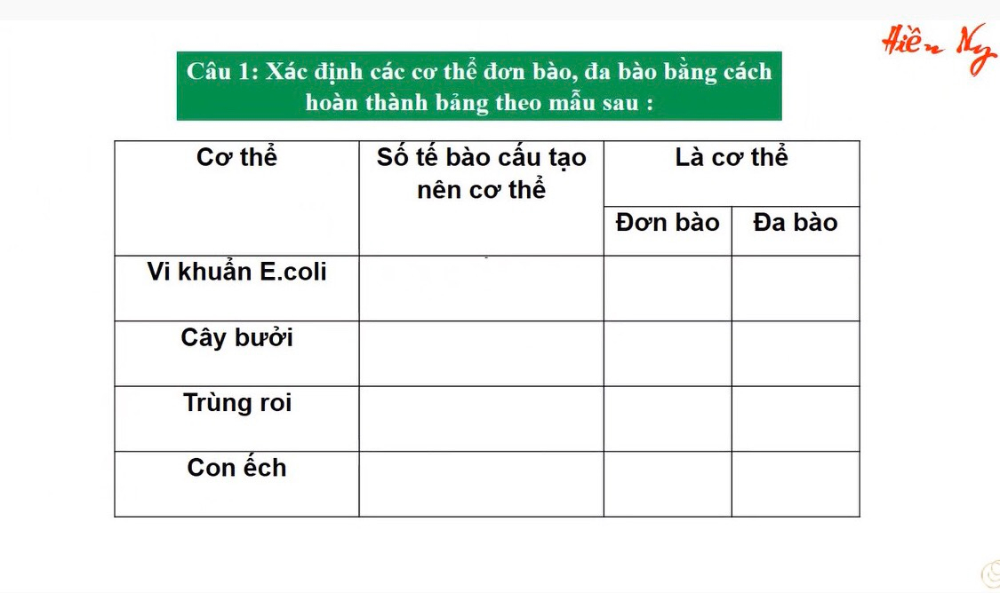 Hiền Ny
Câu 1: Xác định các cơ thể đơn bào, đa bào bằng cách
hoàn thành bảng theo mẫu sau :
Cơ thể
Số tế bào cấu tạo
nên cơ thể
Là cơ thể
Đơn bào
Đa bào
Vi khuẩn E.coli
Cây bưởi
Trùng roi
Con ếch